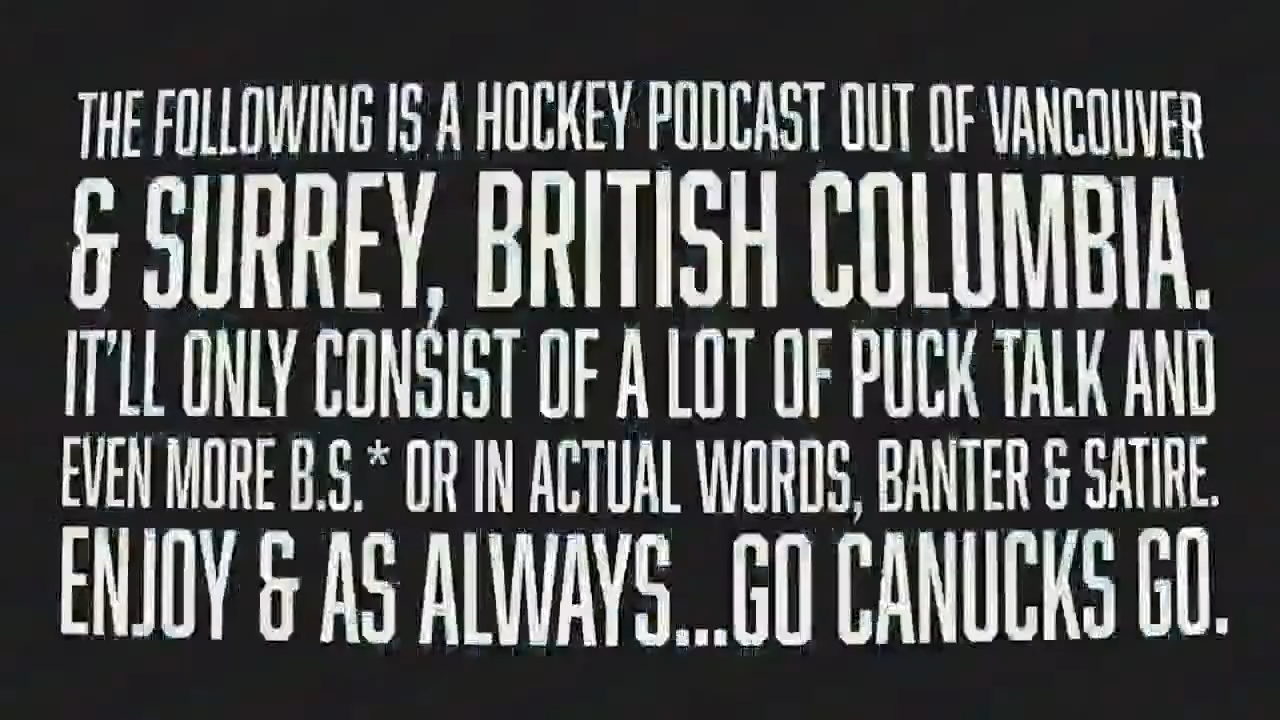 THE FOLLOWING IS A HOCKEY PODCAST OUT OF VANCOUVER
& SURREY, BRITISH COLUMBIA.
IT'LL ONLY CONSIST OF A LOT OF PUCK TALK AND
EVEN MORE B.S.* OR IN ACTUAL WORDS, BANTER & SATIRE.
ENJOY & AS ALWAYS...GO CANUCKS GO.